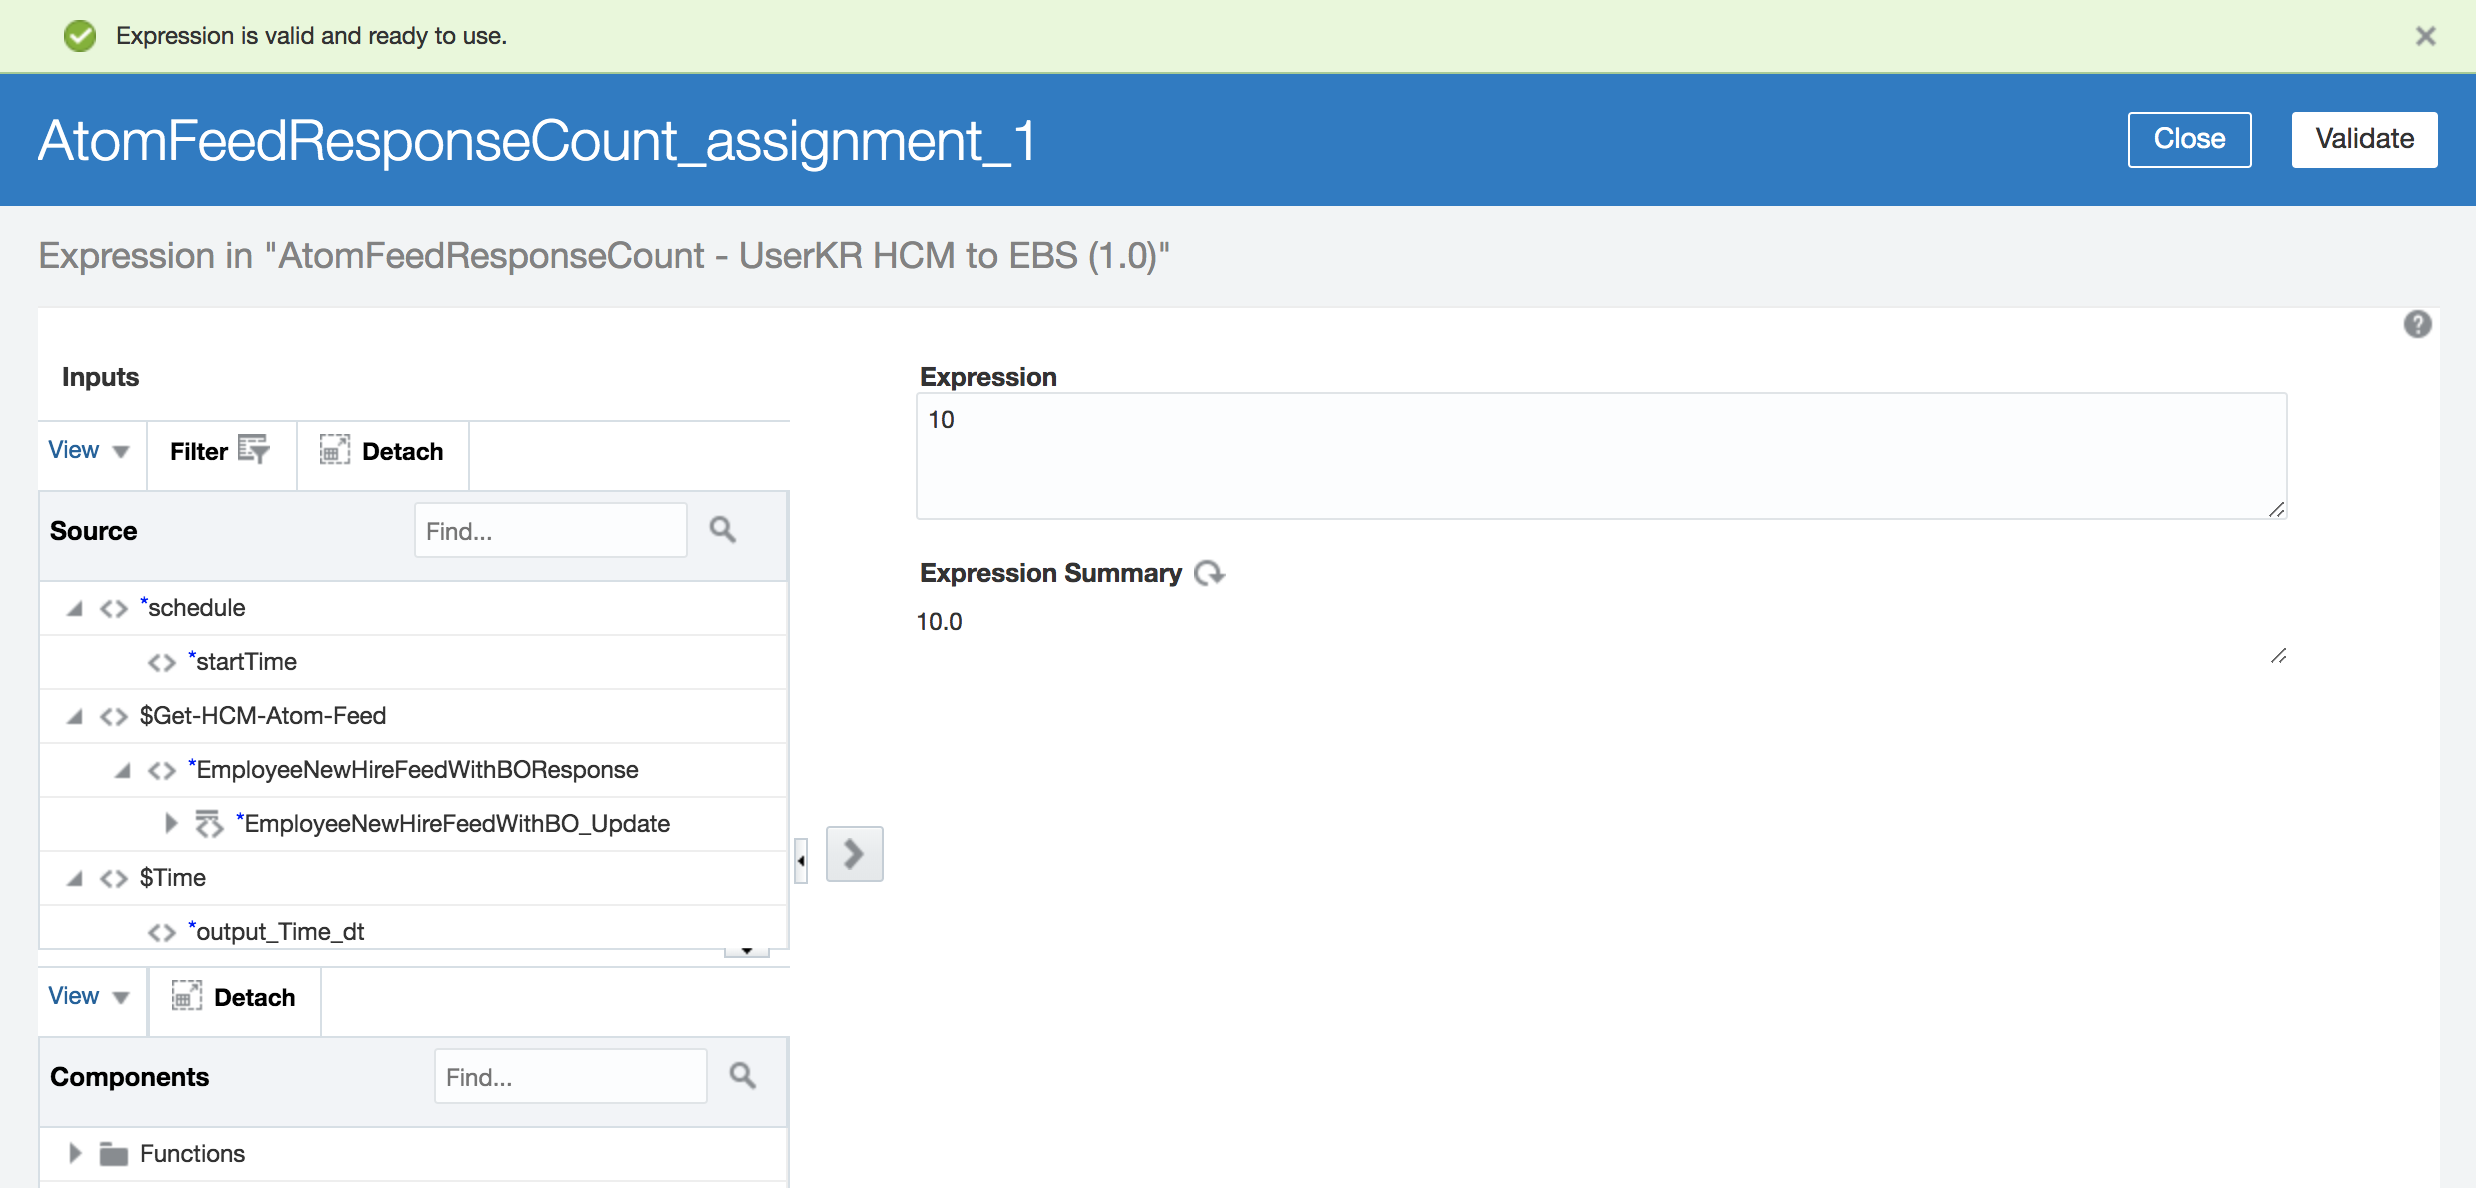 Expression is valid and ready to use.
AtomFeedResponseCount_assignment_1
Close
Validate
Expression in "AtomFeedResponseCount - UserKR HCM to EBS (1.0)"
Inputs
View
Filter
Detach
Source
Find...
*schedule
*startTime
$Get-HCM-Atom-Feed
*EmployeeNewHireFeedWithBOResponse
*EmployeeNewHireFeedWithBO_Update
$Time
*output_Time_dt
View
Detach
Components
Find...
Functions
Expression
10
Expression Summary
10.0